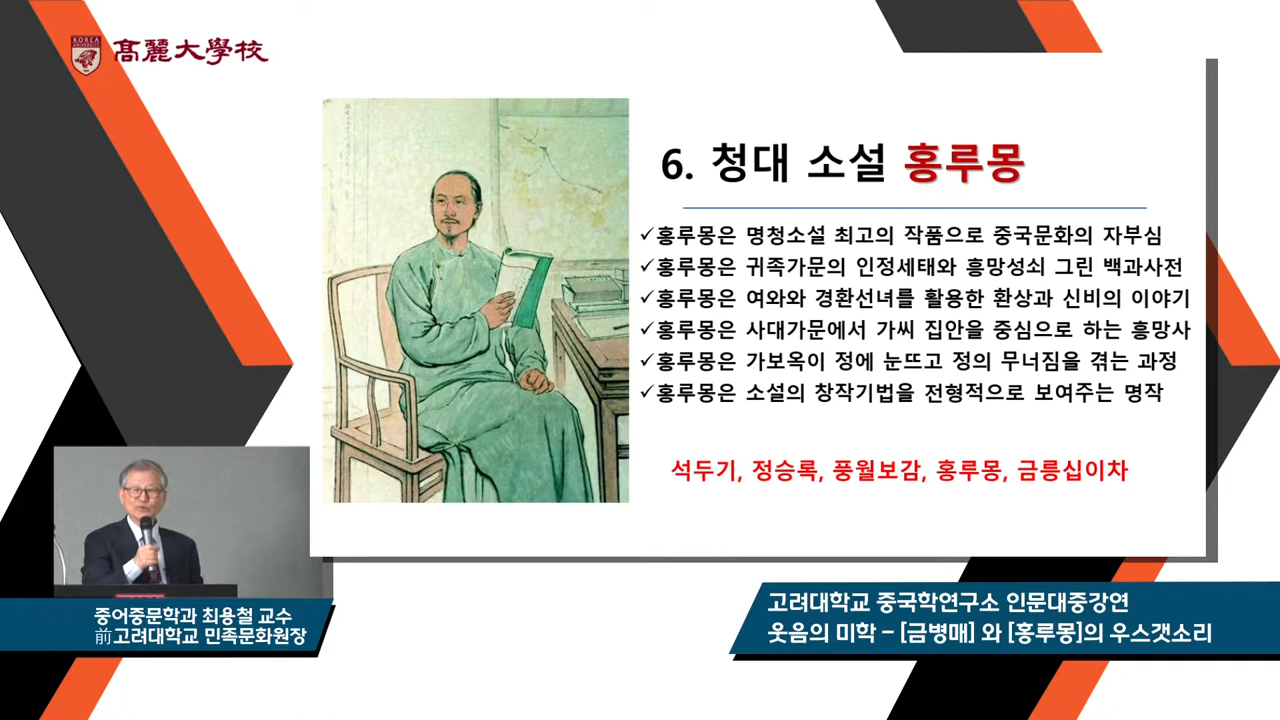 KOREA
UNIVERSITY
髙麗大學校
6. 청대 소설 홍루몽
✓홍루몽은 명청소설 최고의 작품으로 중국문화의 자부심
✓홍루몽은 귀족가문의 인정세태와 흥망성쇠 그린 백과사전
✓홍루몽은 여와와 경환선녀를 활용한 환상과 신비의 이야기
✓홍루몽은 사대가문에서 가씨 집안을 중심으로 하는 흥망사
✓홍루몽은 가보옥이 정에 눈뜨고 정의 무너짐을 겪는 과정
✓홍루몽은 소설의 창작기법을 전형적으로 보여주는 명작
석두기, 정승록, 풍월보감, 홍루몽, 금릉십이차
중어중문학과 최용철 교수
前고려대학교 민족문화원장
고려대학교 중국학연구소 인문대중강연
웃음의 미학 – [금병매] 와 [홍루몽]의 우스갯소리